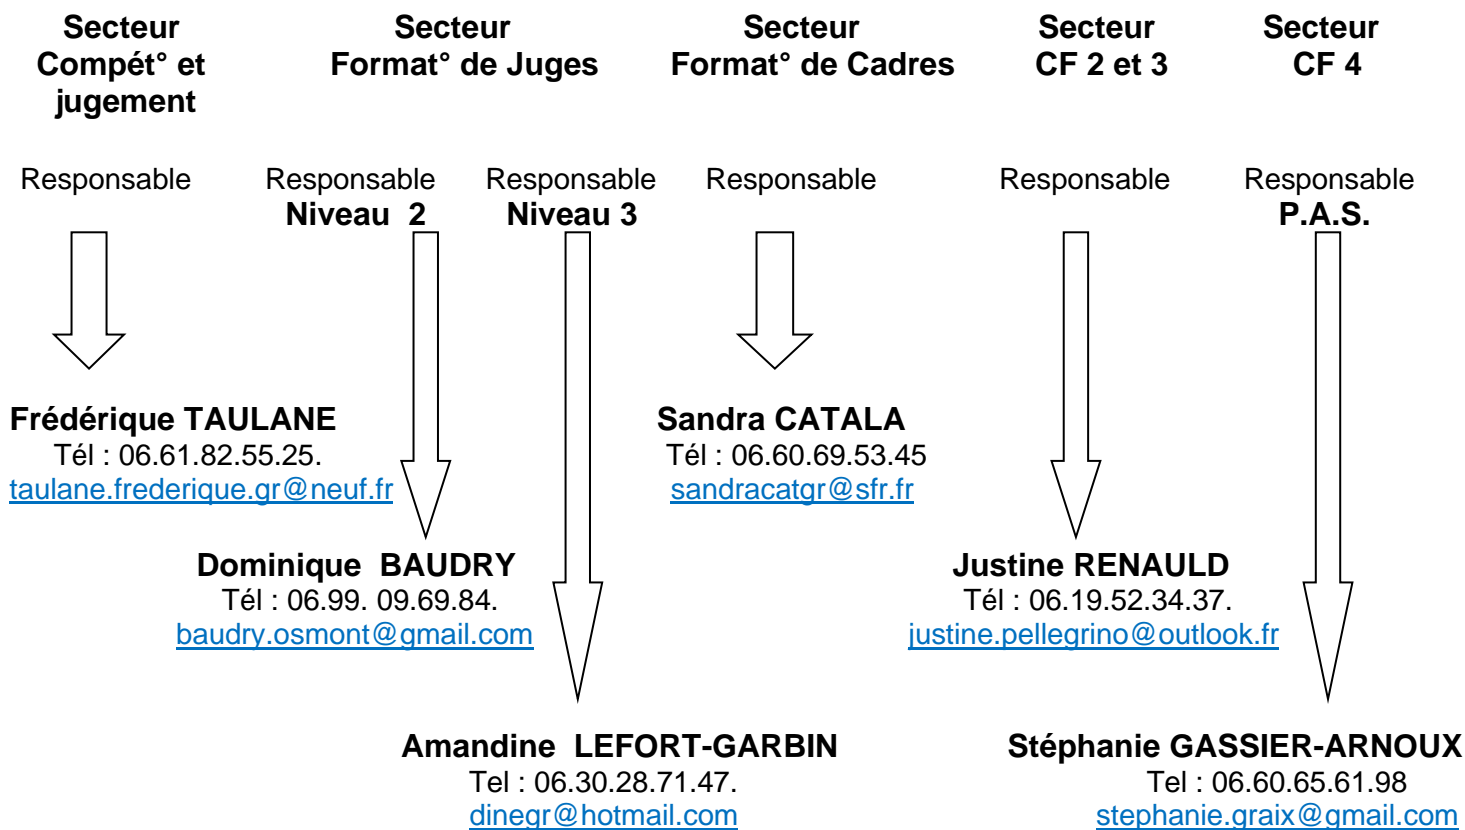 Secteur
Compét° et
jugement
Secteur
Format° de Juges
Secteur
Format° de Cadres
Secteur
CF 2 et 3
Secteur
CF 4
Responsable
Responsable
Niveau 2
Responsable
Niveau 3
Responsable
Responsable
Responsable
P.A.S.
Frédérique TAULANE
Tél : 06.61.82.55.25.
taulane.frederique.gr@neuf.fr
Sandra CATALA
Tél : 06.60.69.53.45
sandracatgr@sfr.fr
Dominique BAUDRY
Tél : 06.99. 09.69.84.
baudry.osmont@gmail.com
Justine RENAULD
Tél : 06.19.52.34.37.
justine.pellegrino@outlook.fr
Amandine LEFORT-GARBIN
Tel : 06.30.28.71.47.
dinegr@hotmail.com
Stéphanie GASSIER-ARNOUX
Tel : 06.60.65.61.98
stephanie.graix@gmail.com